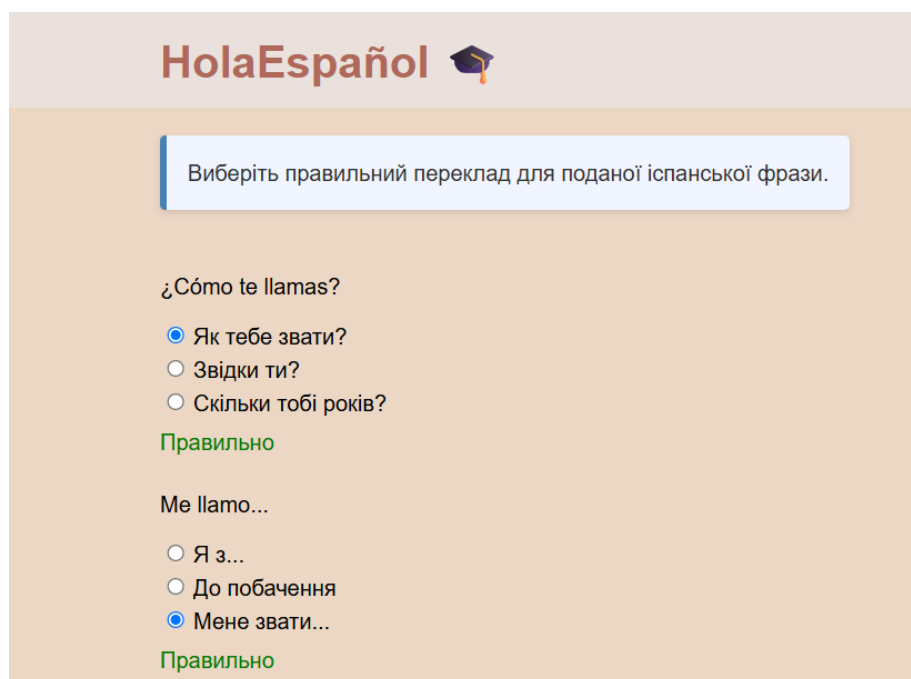 HolaEspañol 🎓
Виберіть правильний переклад для поданої іспанської фрази.
¿Cómo te llamas?
Як тебе звати?
Звідки ти?
Скільки тобі років?
Правильно
Me llamo...
Я з...
До побачення
Мене звати...
Правильно